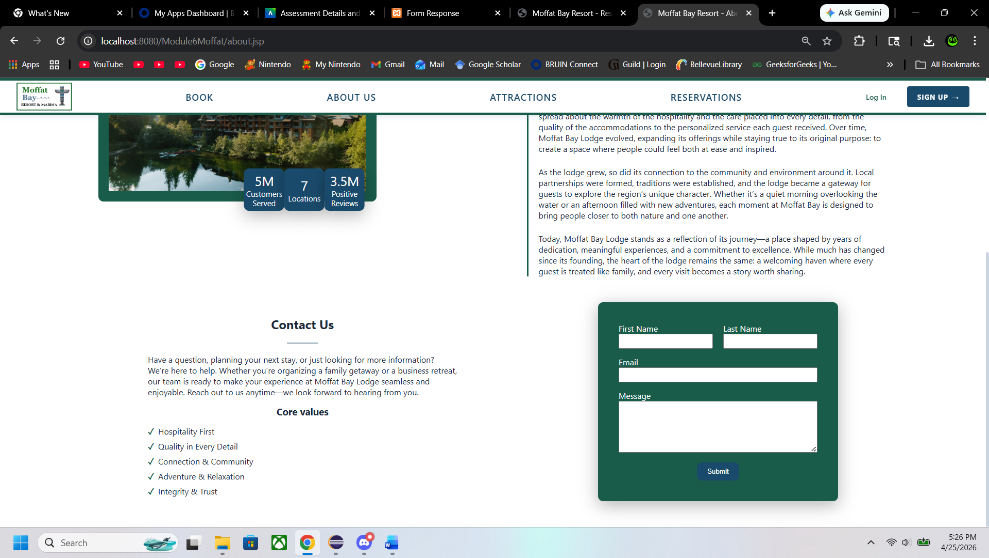 What's New
My Apps Dashboard | B
Assessment Details and
Form Response
Moffat Bay Resort - Res
Moffat Bay Resort - Abo
Ask Gemini
localhost:8080/Module6Moffat/about.jsp
Apps
YouTube
Google
Nintendo
My Nintendo
Gmail
Mail
Google Scholar
BRUIN Connect
Guild | Login
BellevueLibrary
GeeksforGeeks | Yo...
All Bookmarks
Moffat
Bay
RESORT & MARINA
BOOK
ABOUT US
ATTRACTIONS
RESERVATIONS
Log In
SIGN UP →
5M
Customers
Served
7
Locations
3.5M
Positive
Reviews
spread about the warmth of the hospitality and the care placed into every detail, from the
quality of the accommodations to the personalized service each guest received. Over time,
Moffat Bay Lodge evolved, expanding its offerings while staying true to its original purpose: to
create a space where people could feel both at ease and inspired.
As the lodge grew, so did its connection to the community and environment around it. Local
partnerships were formed, traditions were established, and the lodge became a gateway for
guests to explore the region's unique character. Whether it's a quiet morning overlooking the
water or an afternoon filled with new adventures, each moment at Moffat Bay is designed to
bring people closer to both nature and one another.
Today, Moffat Bay Lodge stands as a reflection of its journey—a place shaped by years of
dedication, meaningful experiences, and a commitment to excellence. While much has changed
since its founding, the heart of the lodge remains the same: a welcoming haven where every
guest is treated like family, and every visit becomes a story worth sharing.
Contact Us
Have a question, planning your next stay, or just looking for more information?
We're here to help. Whether you're organizing a family getaway or a business retreat,
our team is ready to make your experience at Moffat Bay Lodge seamless and
enjoyable. Reach out to us anytime—we look forward to hearing from you.
Core values
✓ Hospitality First
✓ Quality in Every Detail
✓ Connection & Community
✓ Adventure & Relaxation
✓ Integrity & Trust
First Name
Last Name
Email
Message
Submit
Search
5:26 PM
4/25/2026